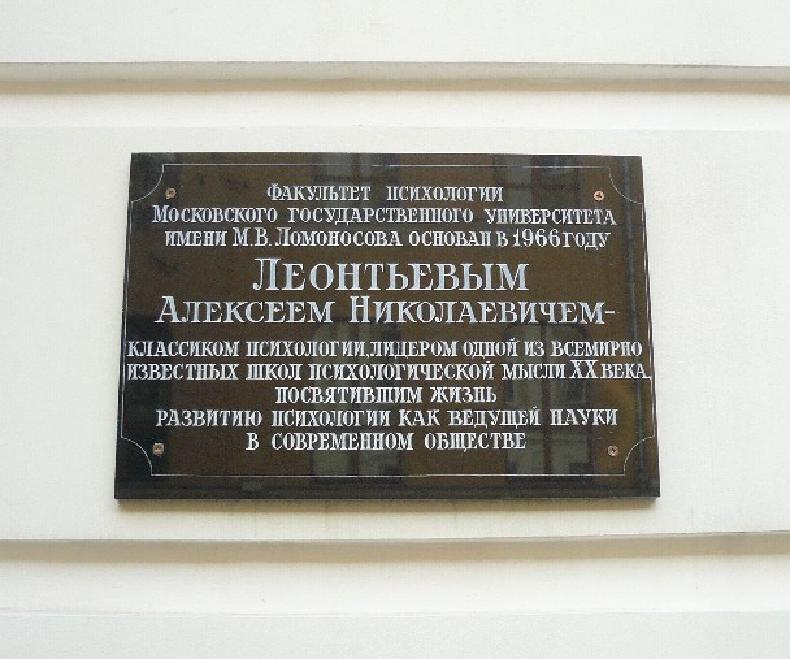 Факультет психологии
Московского государственного университета
имени М.В. Ломоносова основан в 1966 году
Леонтьевым
Алексеем Николаевичем-
классиком психологии, лидером одной из всемирно
известных школ психологической мысли XX века,
посвятившим жизнь
развитию психологии как ведущей науки
в современном обществе